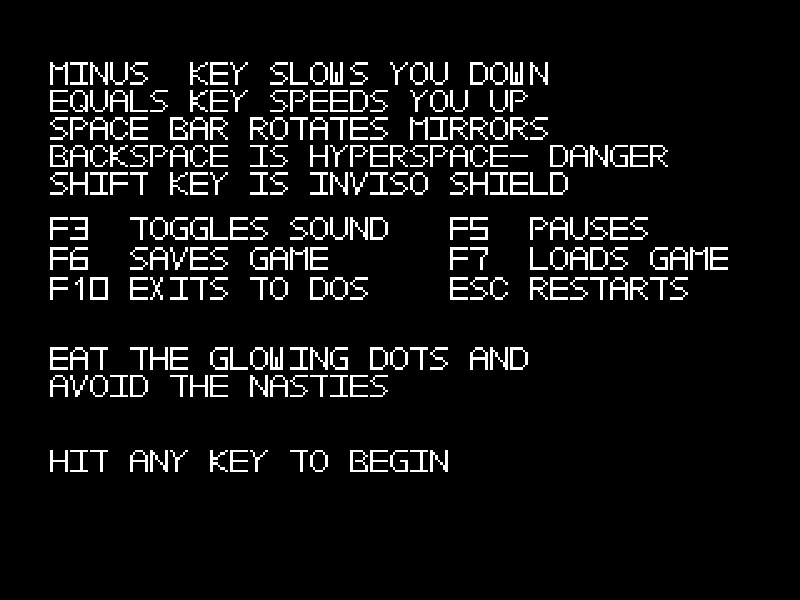 MINUS  KEY SLOWS YOU DOWN
EQUALS KEY SPEEDS YOU UP
SPACE BAR ROTATES MIRRORS
BACKSPACE IS HYPERSPACE– DANGER
SHIFT KEY IS INVISO SHIELD
F3  TOGGLES SOUND   F5  PAUSES
F6  SAVES GAME      F7  LOADS GAME
F10 EXITS TO DOS    ESC RESTARTS
EAT THE GLOWING DOTS AND
AVOID THE NASTIES
HIT ANY KEY TO BEGIN